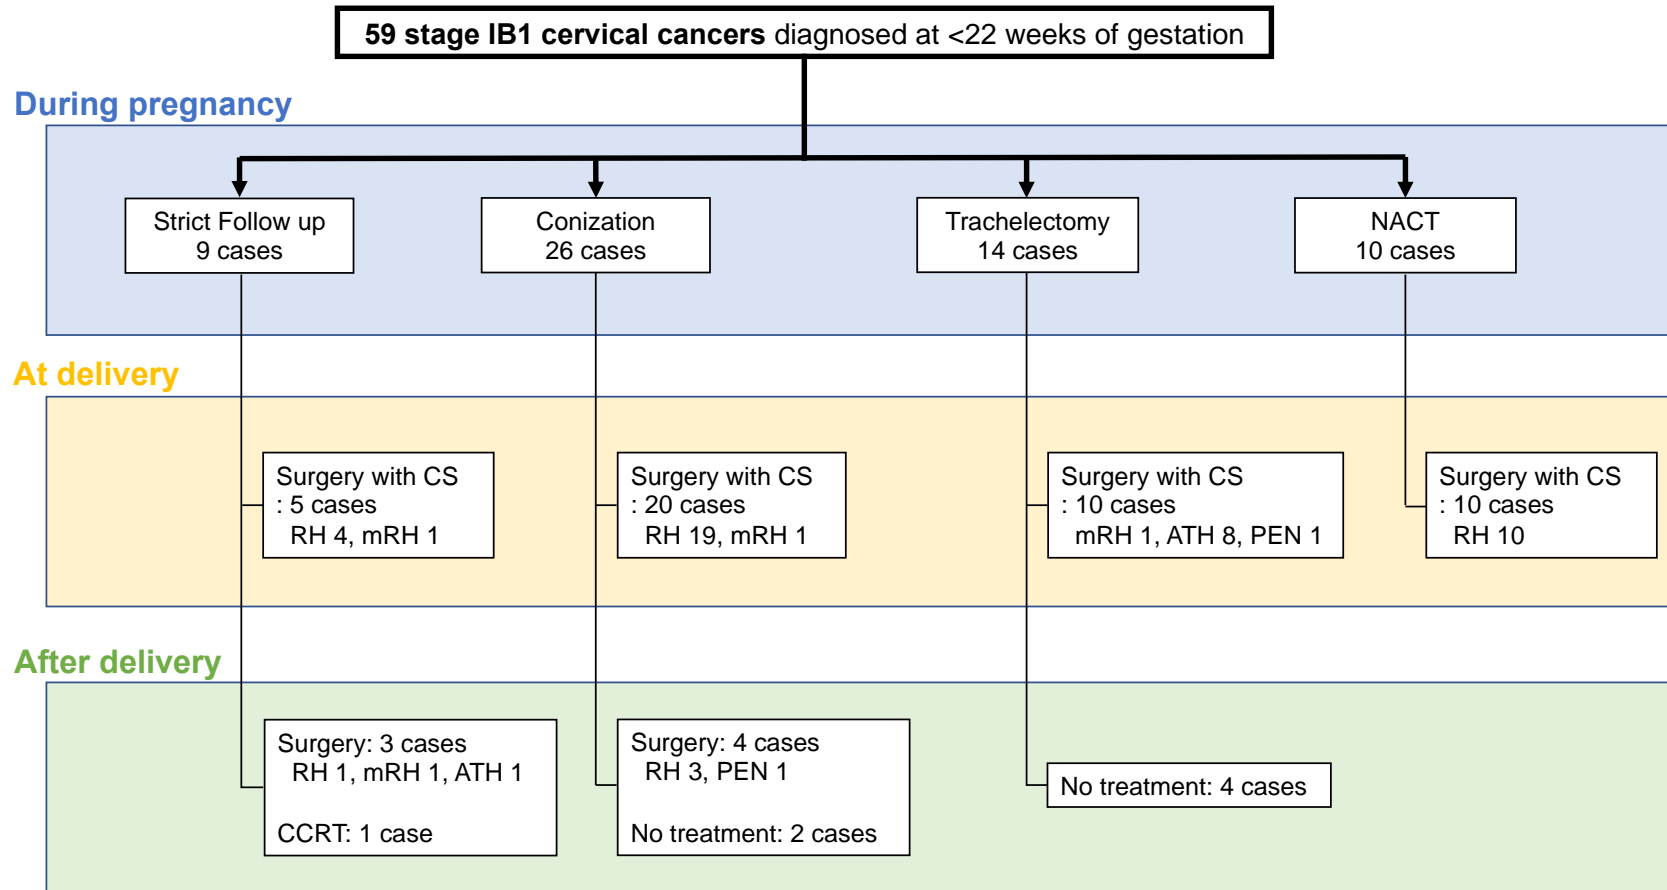 59 stage IB1 cervical cancers diagnosed at <22 weeks of gestation
During pregnancy
Strict Follow up
9 cases
Conization
26 cases
Trachelectomy
14 cases
NACT
10 cases
At delivery
Surgery with CS
: 5 cases
RH 4, mRH 1
Surgery with CS
: 20 cases
RH 19, mRH 1
Surgery with CS
: 10 cases
mRH 1, ATH 8, PEN 1
Surgery with CS
: 10 cases
RH 10
After delivery
Surgery: 3 cases
RH 1, mRH 1, ATH 1
CCRT: 1 case
Surgery: 4 cases
RH 3, PEN 1
No treatment: 2 cases
No treatment: 4 cases